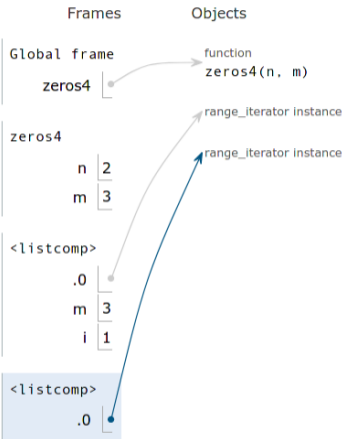 Frames Objects
Global frame
zeros4
function
zeros4(n, m)
range_iterator instance
range_iterator instance
zeros4
n 2
m 3
<listcomp>
.0
m 3
i 1
<listcomp>
.0